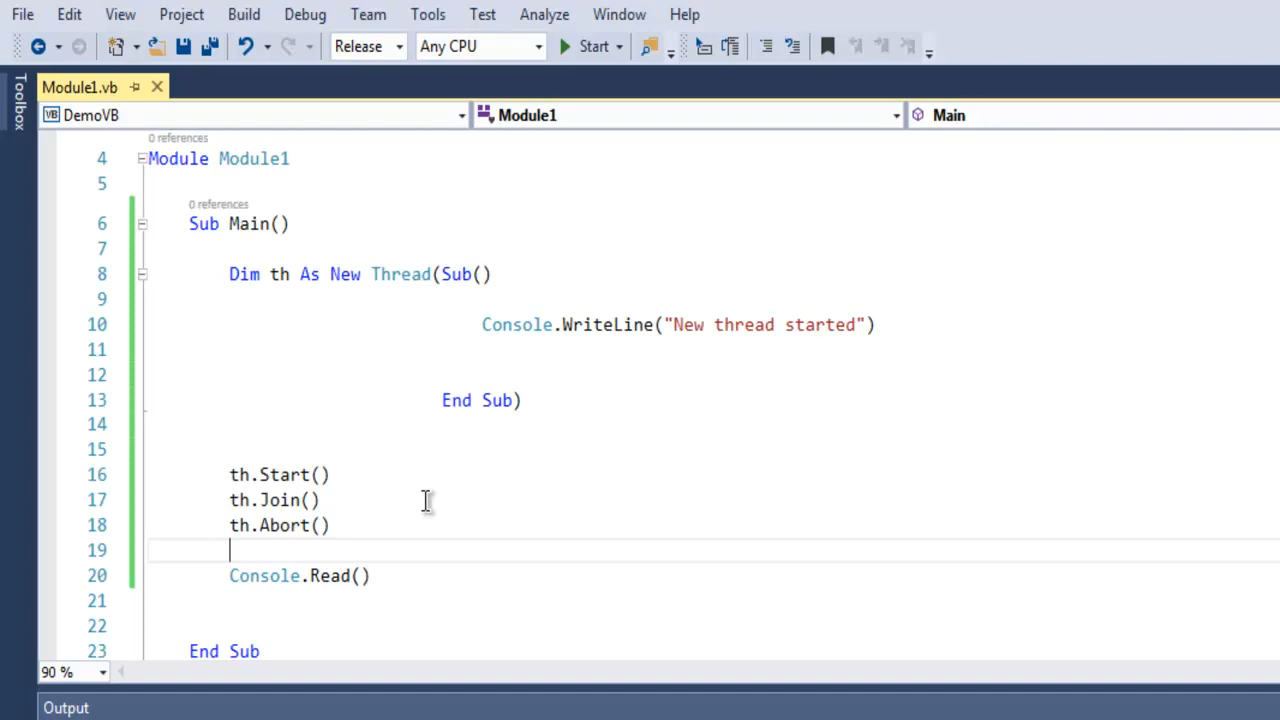 File Edit View Project Build Debug Team Tools Test Analyze Window Help
Release Any CPU Start
Toolbox
Module1.vb
VB DemoVB Module1 Main
0 references
4 Module Module1
5
0 references
6 Sub Main()
7
8 Dim th As New Thread(Sub()
9
10 Console.WriteLine("New thread started")
11
12
13 End Sub)
14
15
16 th.Start()
17 th.Join()
18 th.Abort()
19
20 Console.Read()
21
22
23 End Sub
90 %
Output